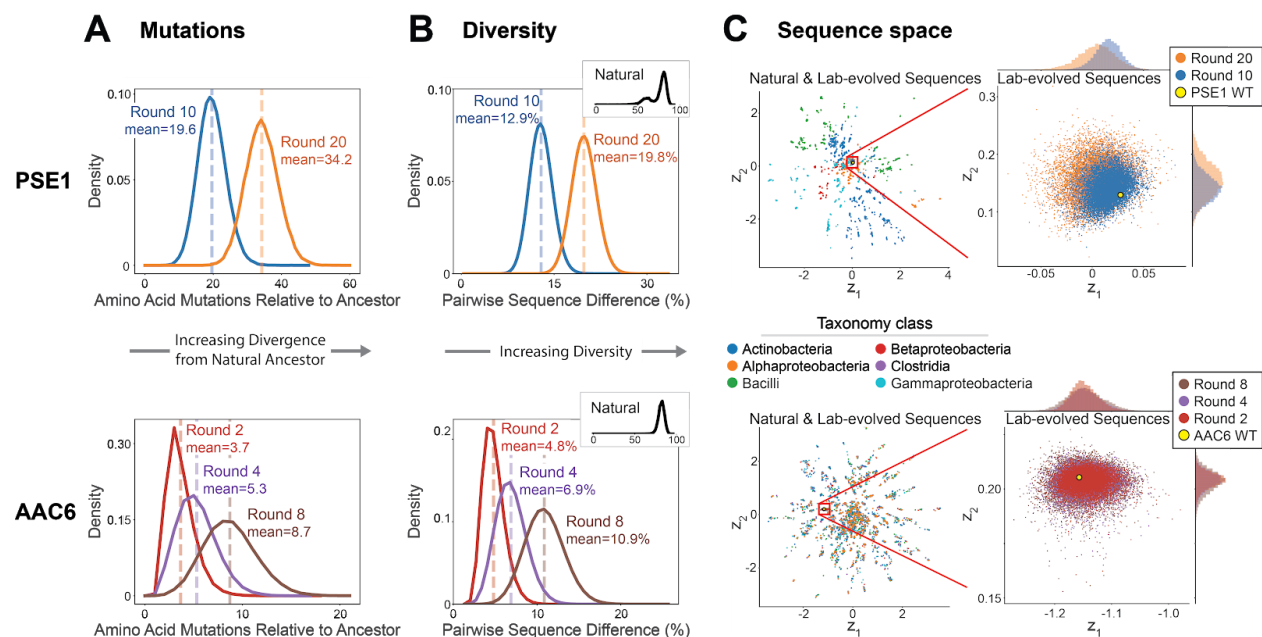 A Mutations
B Diversity
C Sequence space
PSE1
0.10
0.05
0
Density
Round 10
mean=19.6
Round 20
mean=34.2
0 20 40 60
Amino Acid Mutations Relative to Ancestor
0.10
0.05
0
Density
Round 10
mean=12.9%
Round 20
mean=19.8%
Natural
0 50 100
0 10 20 30
Pairwise Sequence Difference (%)
Natural & Lab-evolved Sequences
2
0
-2
z2
-2 0 2 4
z1
Lab-evolved Sequences
Round 20
Round 10
PSE1 WT
0.3
0.2
0.1
z2
-0.05 0 0.05
z1
Increasing Divergence
from Natural Ancestor
Increasing Diversity
Taxonomy class
Actinobacteria
Betaproteobacteria
Alphaproteobacteria
Clostridia
Bacilli
Gammaproteobacteria
AAC6
0.30
0.15
0
Density
Round 2
mean=3.7
Round 4
mean=5.3
Round 8
mean=8.7
0 10 20
Amino Acid Mutations Relative to Ancestor
0.2
0.1
0
Density
Round 2
mean=4.8%
Round 4
mean=6.9%
Round 8
mean=10.9%
Natural
0 50 100
0 10 20
Pairwise Sequence Difference (%)
Natural & Lab-evolved Sequences
2
0
-2
z2
-2 0 2
z1
Lab-evolved Sequences
Round 8
Round 4
Round 2
AAC6 WT
0.20
0.15
z2
-1.2 -1.1 -1.0
z1